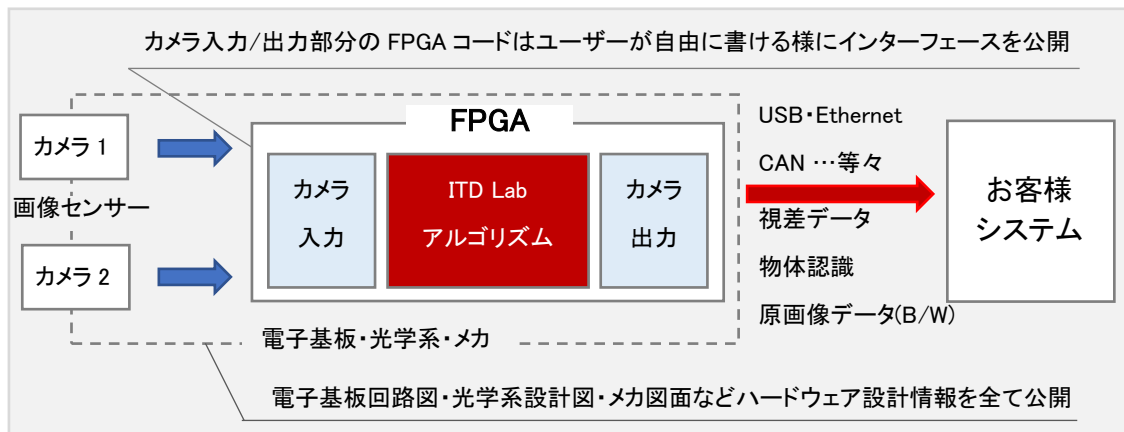 カメラ入力/出力部分の FPGA コードはユーザーが自由に書ける様にインターフェースを公開
カメラ 1
画像センサー
カメラ 2
FPGA
カメラ
入力
ITD Lab
アルゴリズム
カメラ
出力
電子基板・光学系・メカ
USB・Ethernet
CAN …等々
視差データ
物体認識
原画像データ(B/W)
お客様
システム
電子基板回路図・光学系設計図・メカ図面などハードウェア設計情報を全て公開